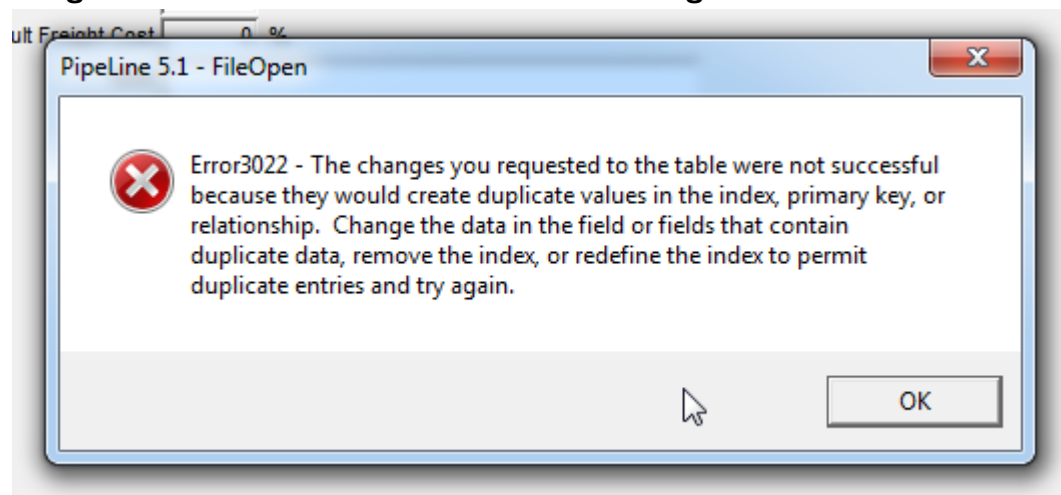 ult Freight Cost 0 %
PipeLine 5.1 - FileOpen
Error3022 - The changes you requested to the table were not successful
because they would create duplicate values in the index, primary key, or
relationship.  Change the data in the field or fields that contain
duplicate data, remove the index, or redefine the index to permit
duplicate entries and try again.
OK